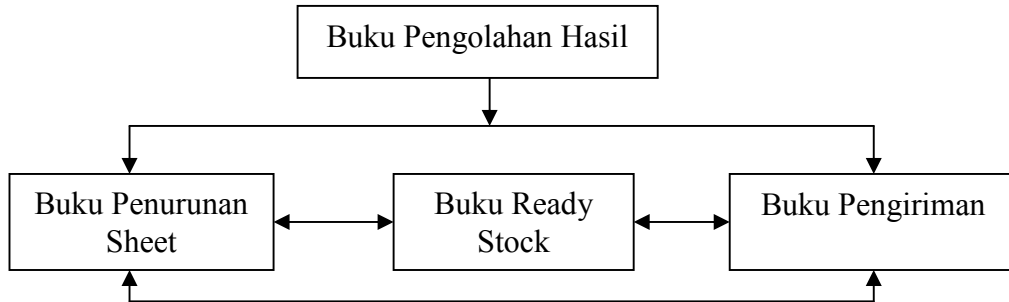 Buku Pengolahan Hasil
Buku Penurunan
Sheet
Buku Ready
Stock
Buku Pengiriman